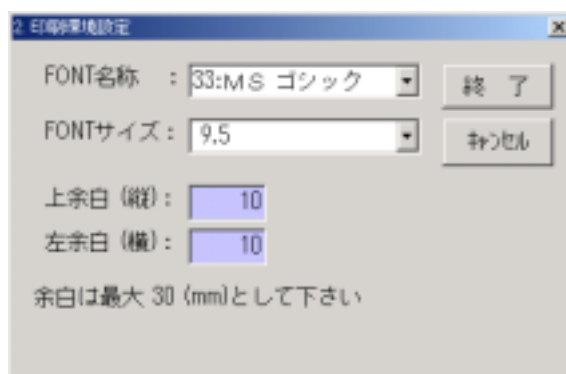 2 印刷環境設定
FONT名称 : 33:MS ゴシック
終 了
FONTサイズ: 9.5
キャンセル
上余白 (縦): 10
左余白 (横): 10
余白は最大 30 (mm)として下さい